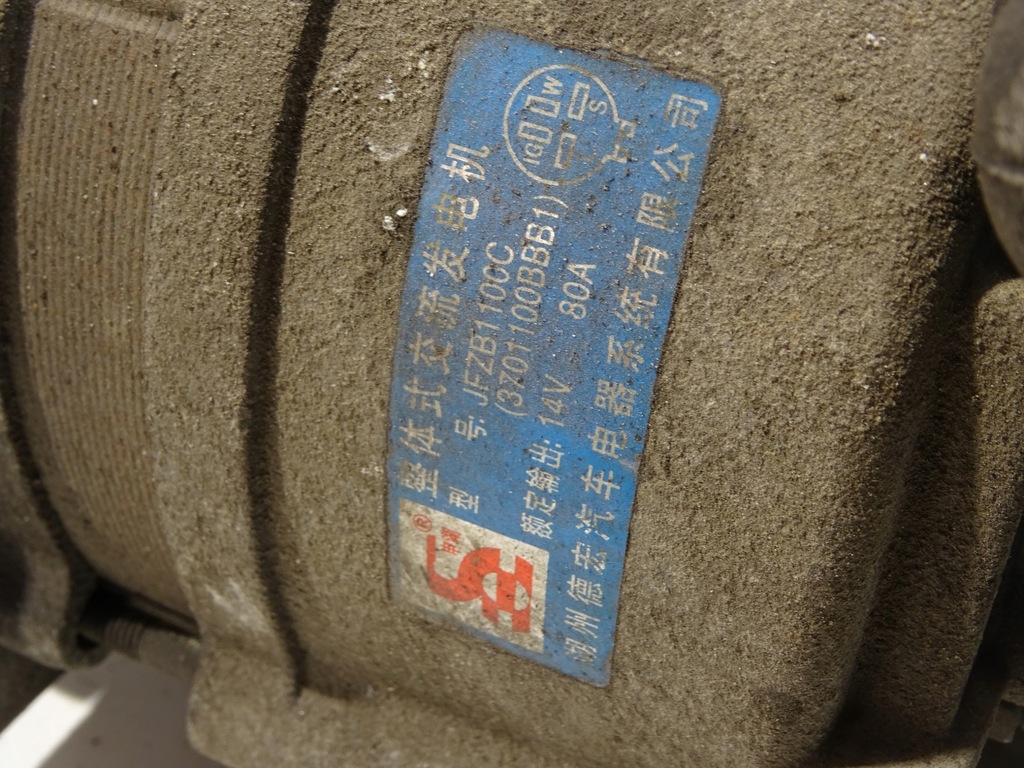 整体式交流发电机
型 号: JFZB1100C
(3701100BBB1)
额定输出: 14V 80A
湖州德宏汽车电器系统有限公司
®
W
S